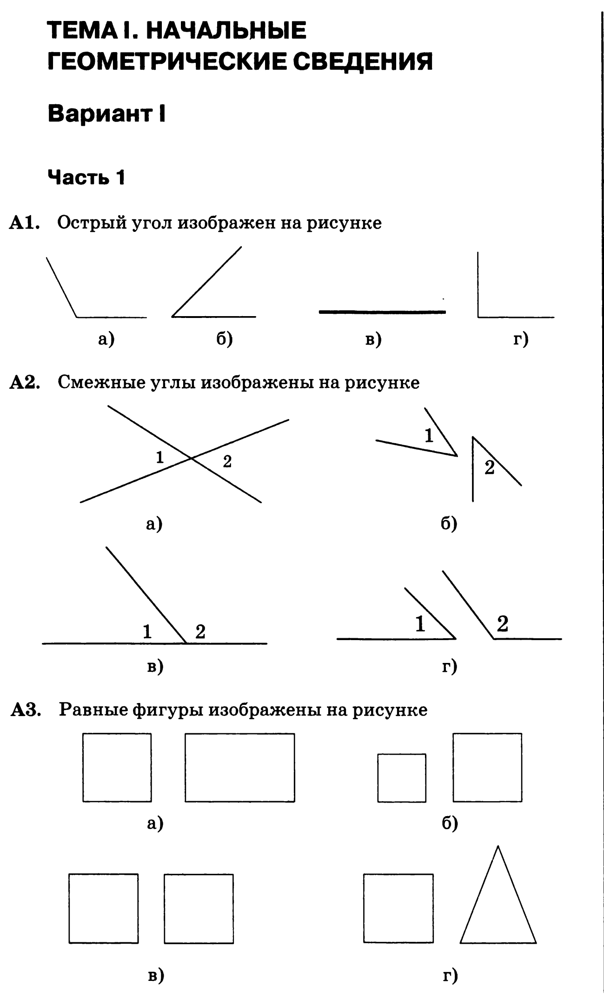 ТЕМА I. НАЧАЛЬНЫЕ
ГЕОМЕТРИЧЕСКИЕ СВЕДЕНИЯ
Вариант I
Часть 1
А1. Острый угол изображен на рисунке
а) б) в) г)
А2. Смежные углы изображены на рисунке
1 2 1 2
а) б)
1 2 1 2
в) г)
А3. Равные фигуры изображены на рисунке
а) б)
в) г)